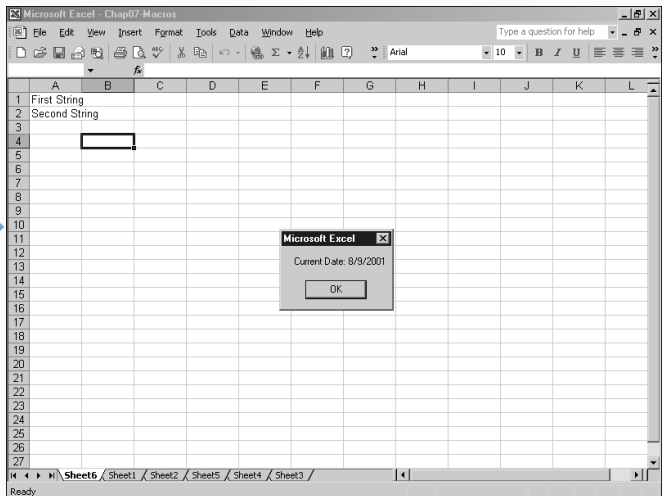 Microsoft Excel - Chap07-Macros
File Edit View Insert Format Tools Data Window Help Type a question for help
Arial 10 B I U
fx
A B C D E F G H I J K L
1 First String
2 Second String
3
4
5
6
7
8
9
10
11
12
13
14
15
16
17
18
19
20
21
22
23
24
25
26
27
Microsoft Excel
Current Date: 8/9/2001
OK
Sheet6 Sheet1 Sheet2 Sheet5 Sheet4 Sheet3
Ready